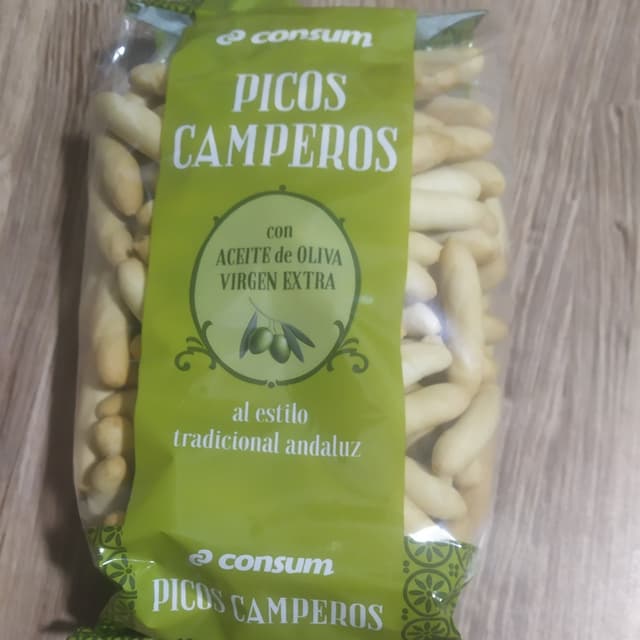 consum
PICOS
CAMPEROS
con
ACEITE de OLIVA
VIRGEN EXTRA
al estilo
tradicional andaluz
consum
PICOS CAMPEROS